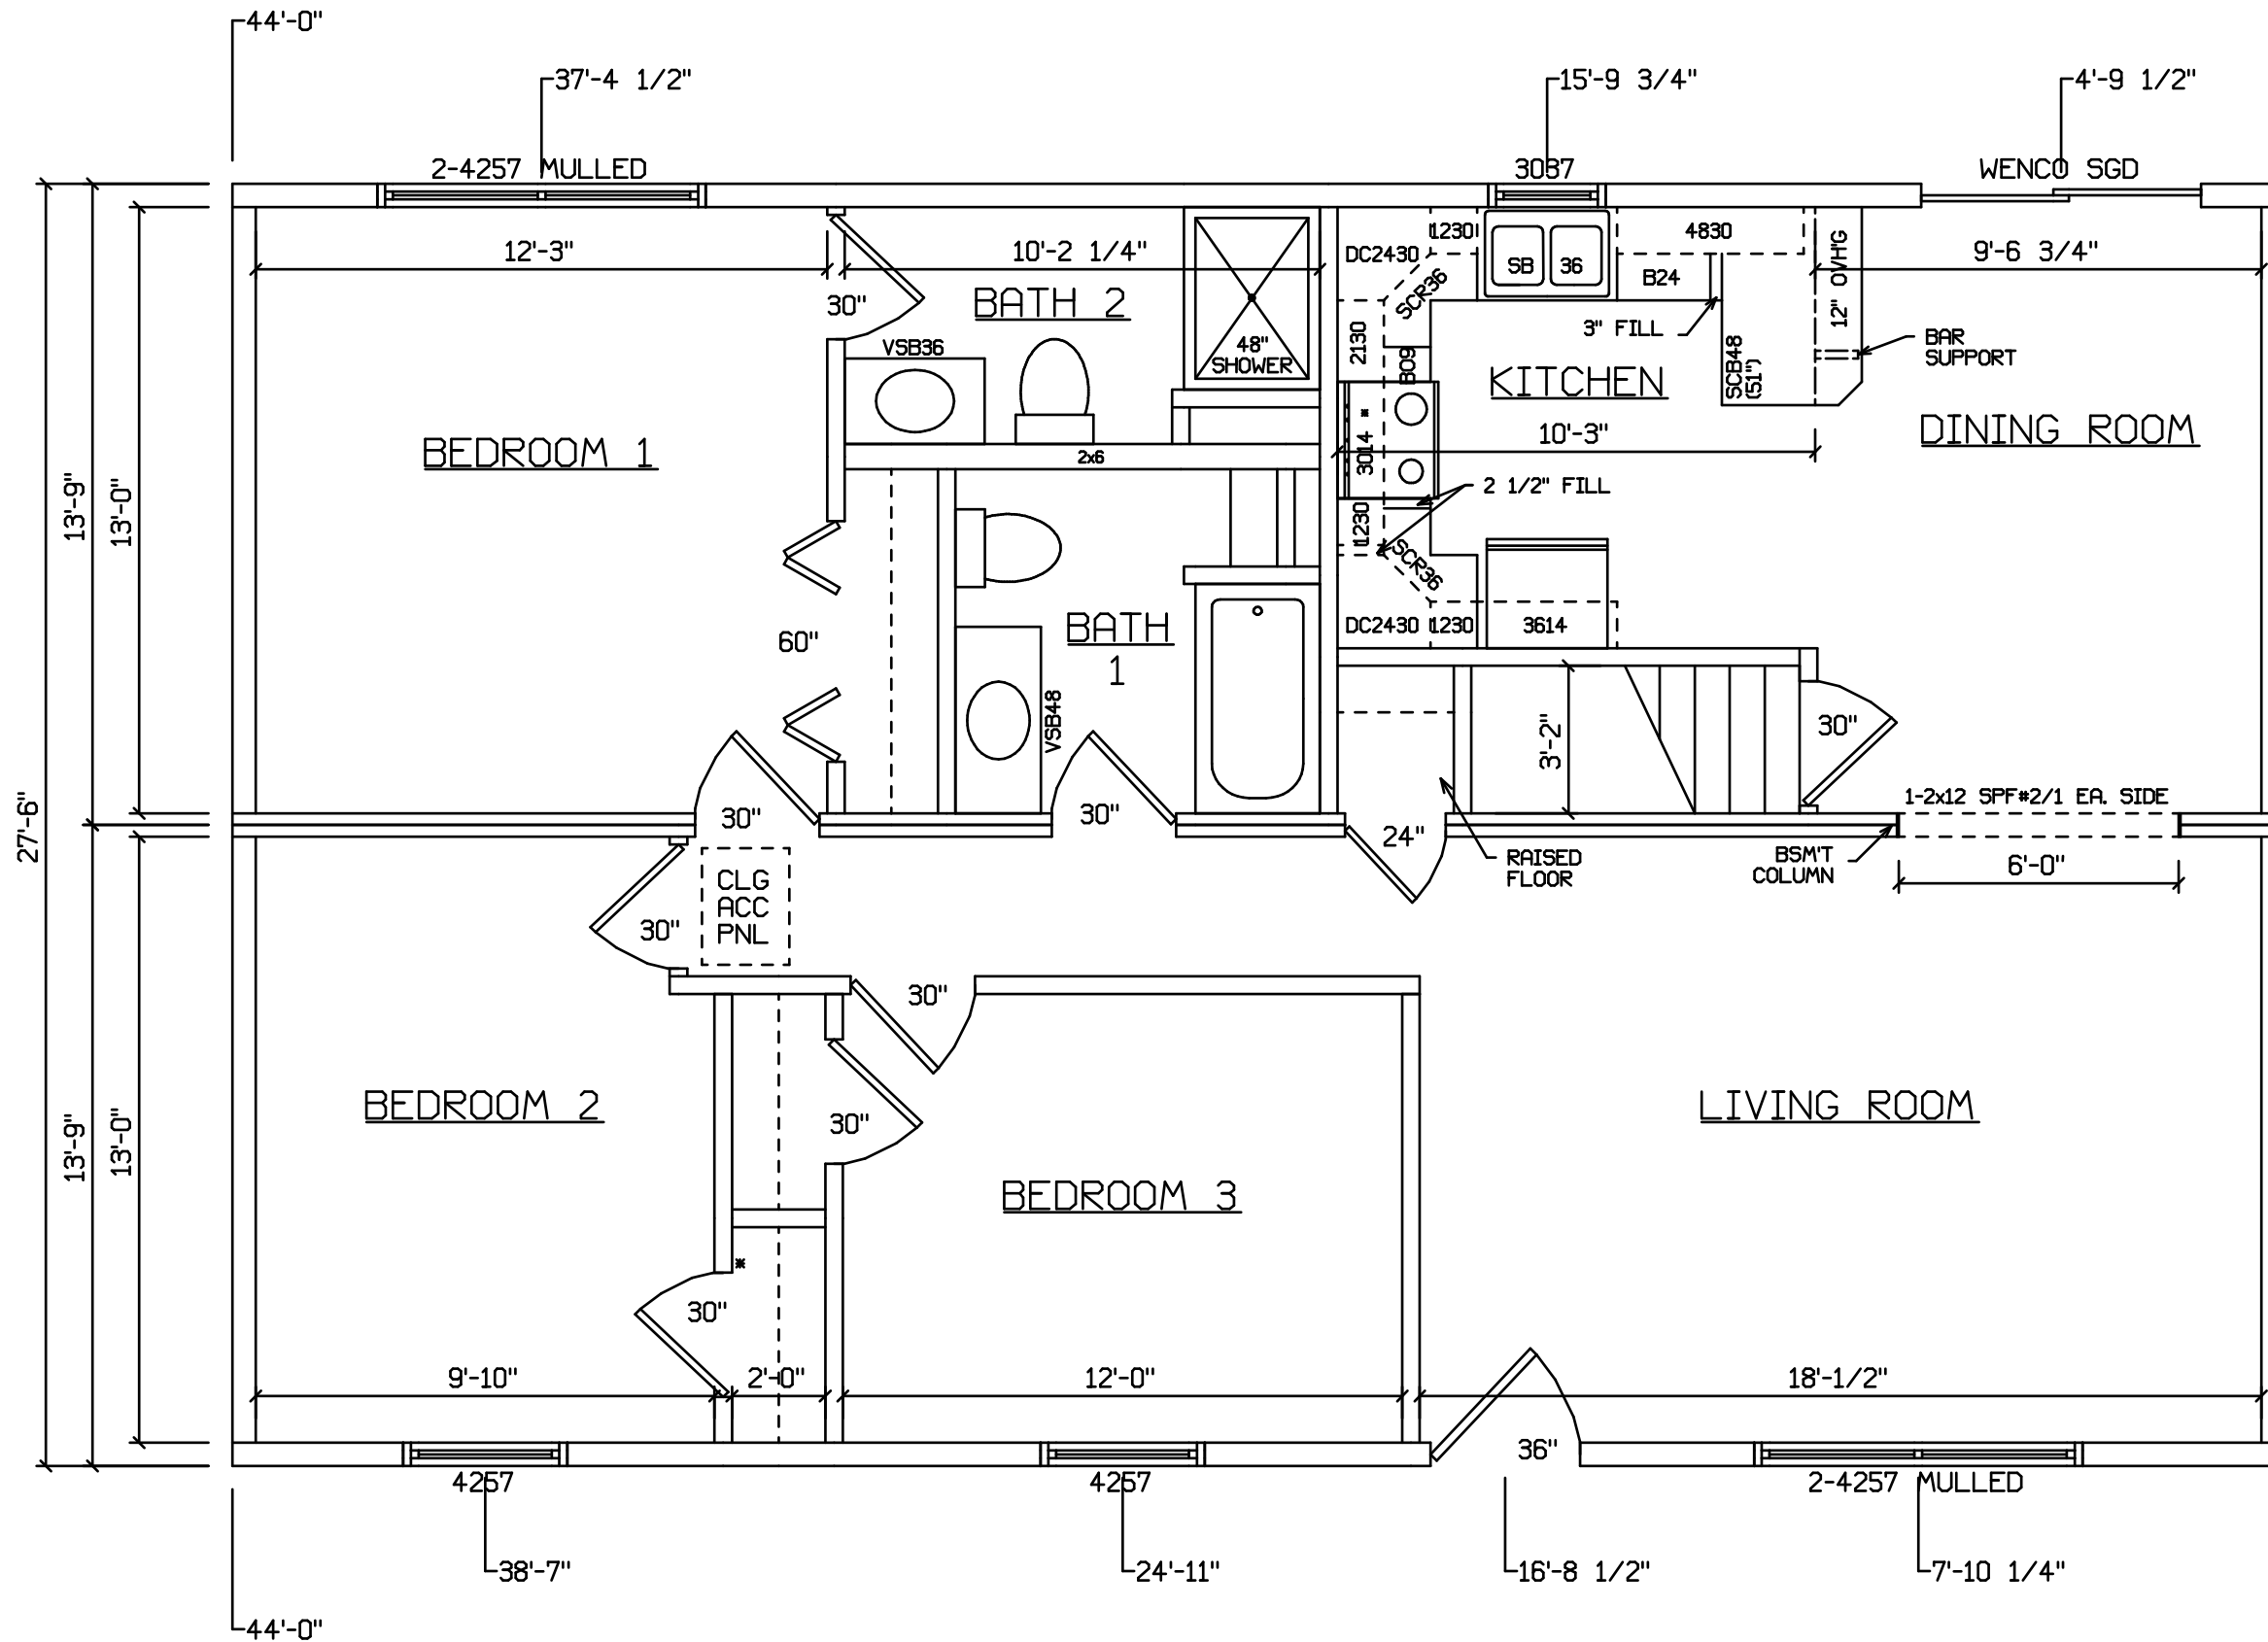 44'-0"
37'-4 1/2"
15'-9 3/4"
4'-9 1/2"
2-4257 MULLED
3037
WENCO SGD
12'-3"
10'-2 1/4"
DC2430
1230
SB 36
4830
B24
12" OVH'G
9'-6 3/4"
30"
BATH 2
SCR36
3" FILL
BAR
SUPPORT
VSB36
48"
SHOWER
2130
B09
KITCHEN
SCB48
(51")
BEDROOM 1
2x6
3014 *
10'-3"
DINING ROOM
2 1/2" FILL
13'-9"
13'-0"
1230
SCR36
60"
BATH
1
DC2430
1230
3614
VSB48
3'-2"
30"
27'-6"
30"
30"
24"
1-2x12 SPF#2/1 EA. SIDE
RAISED
FLOOR
BSM'T
COLUMN
6'-0"
CLG
ACC
PNL
30"
30"
BEDROOM 2
30"
LIVING ROOM
13'-9"
13'-0"
BEDROOM 3
*
30"
9'-10"
2'-0"
12'-0"
18'-1/2"
36"
4257
4257
2-4257 MULLED
38'-7"
24'-11"
16'-8 1/2"
7'-10 1/4"
44'-0"